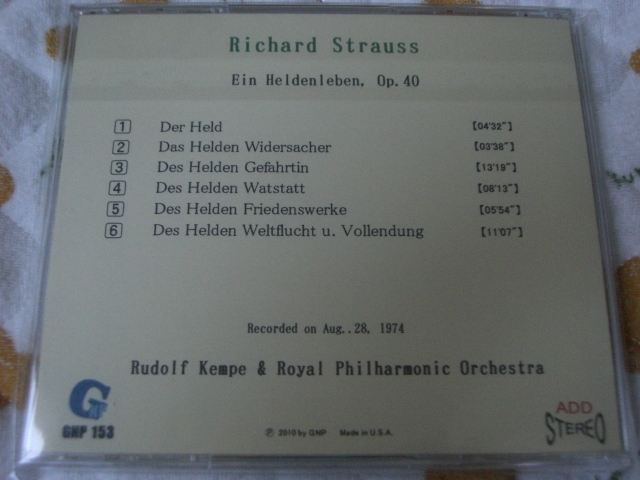 Richard Strauss
Ein Heldenleben, Op.40
1 Der Held [04'32"]
2 Das Helden Widersacher [03'38"]
3 Des Helden Gefahrtin [13'19"]
4 Des Helden Watstatt [08'13"]
5 Des Helden Friedenswerke [05'54"]
6 Des Helden Weltflucht u. Vollendung [11'07"]
Recorded on Aug..28, 1974
Rudolf Kempe & Royal Philharmonic Orchestra
GNP
GNP 153
℗ 2010 by GNP Made in U.S.A.
ADD
STEREO